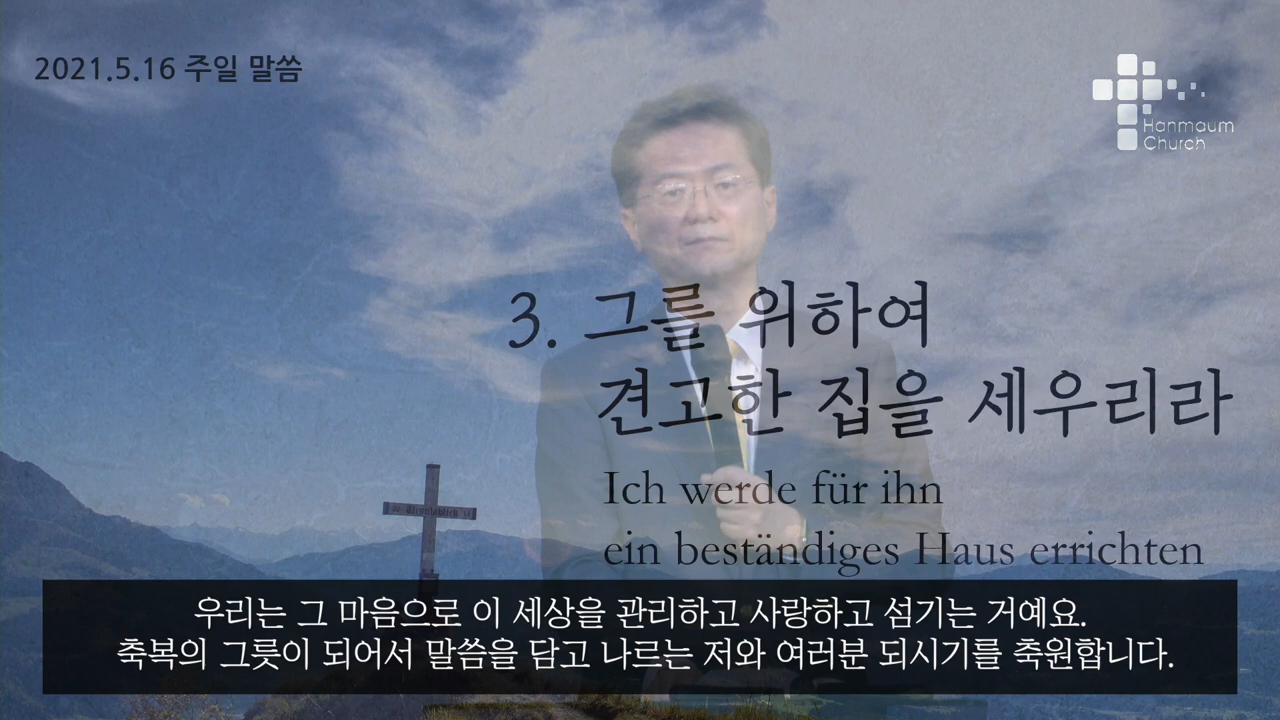 2021.5.16 주일 말씀
Hanmaum
Church
3. 그를 위하여
견고한 집을 세우리라
Ich werde für ihn
ein beständiges Haus errichten
우리는 그 마음으로 이 세상을 관리하고 사랑하고 섬기는 거예요.
축복의 그릇이 되어서 말씀을 담고 나르는 저와 여러분 되시기를 축원합니다.